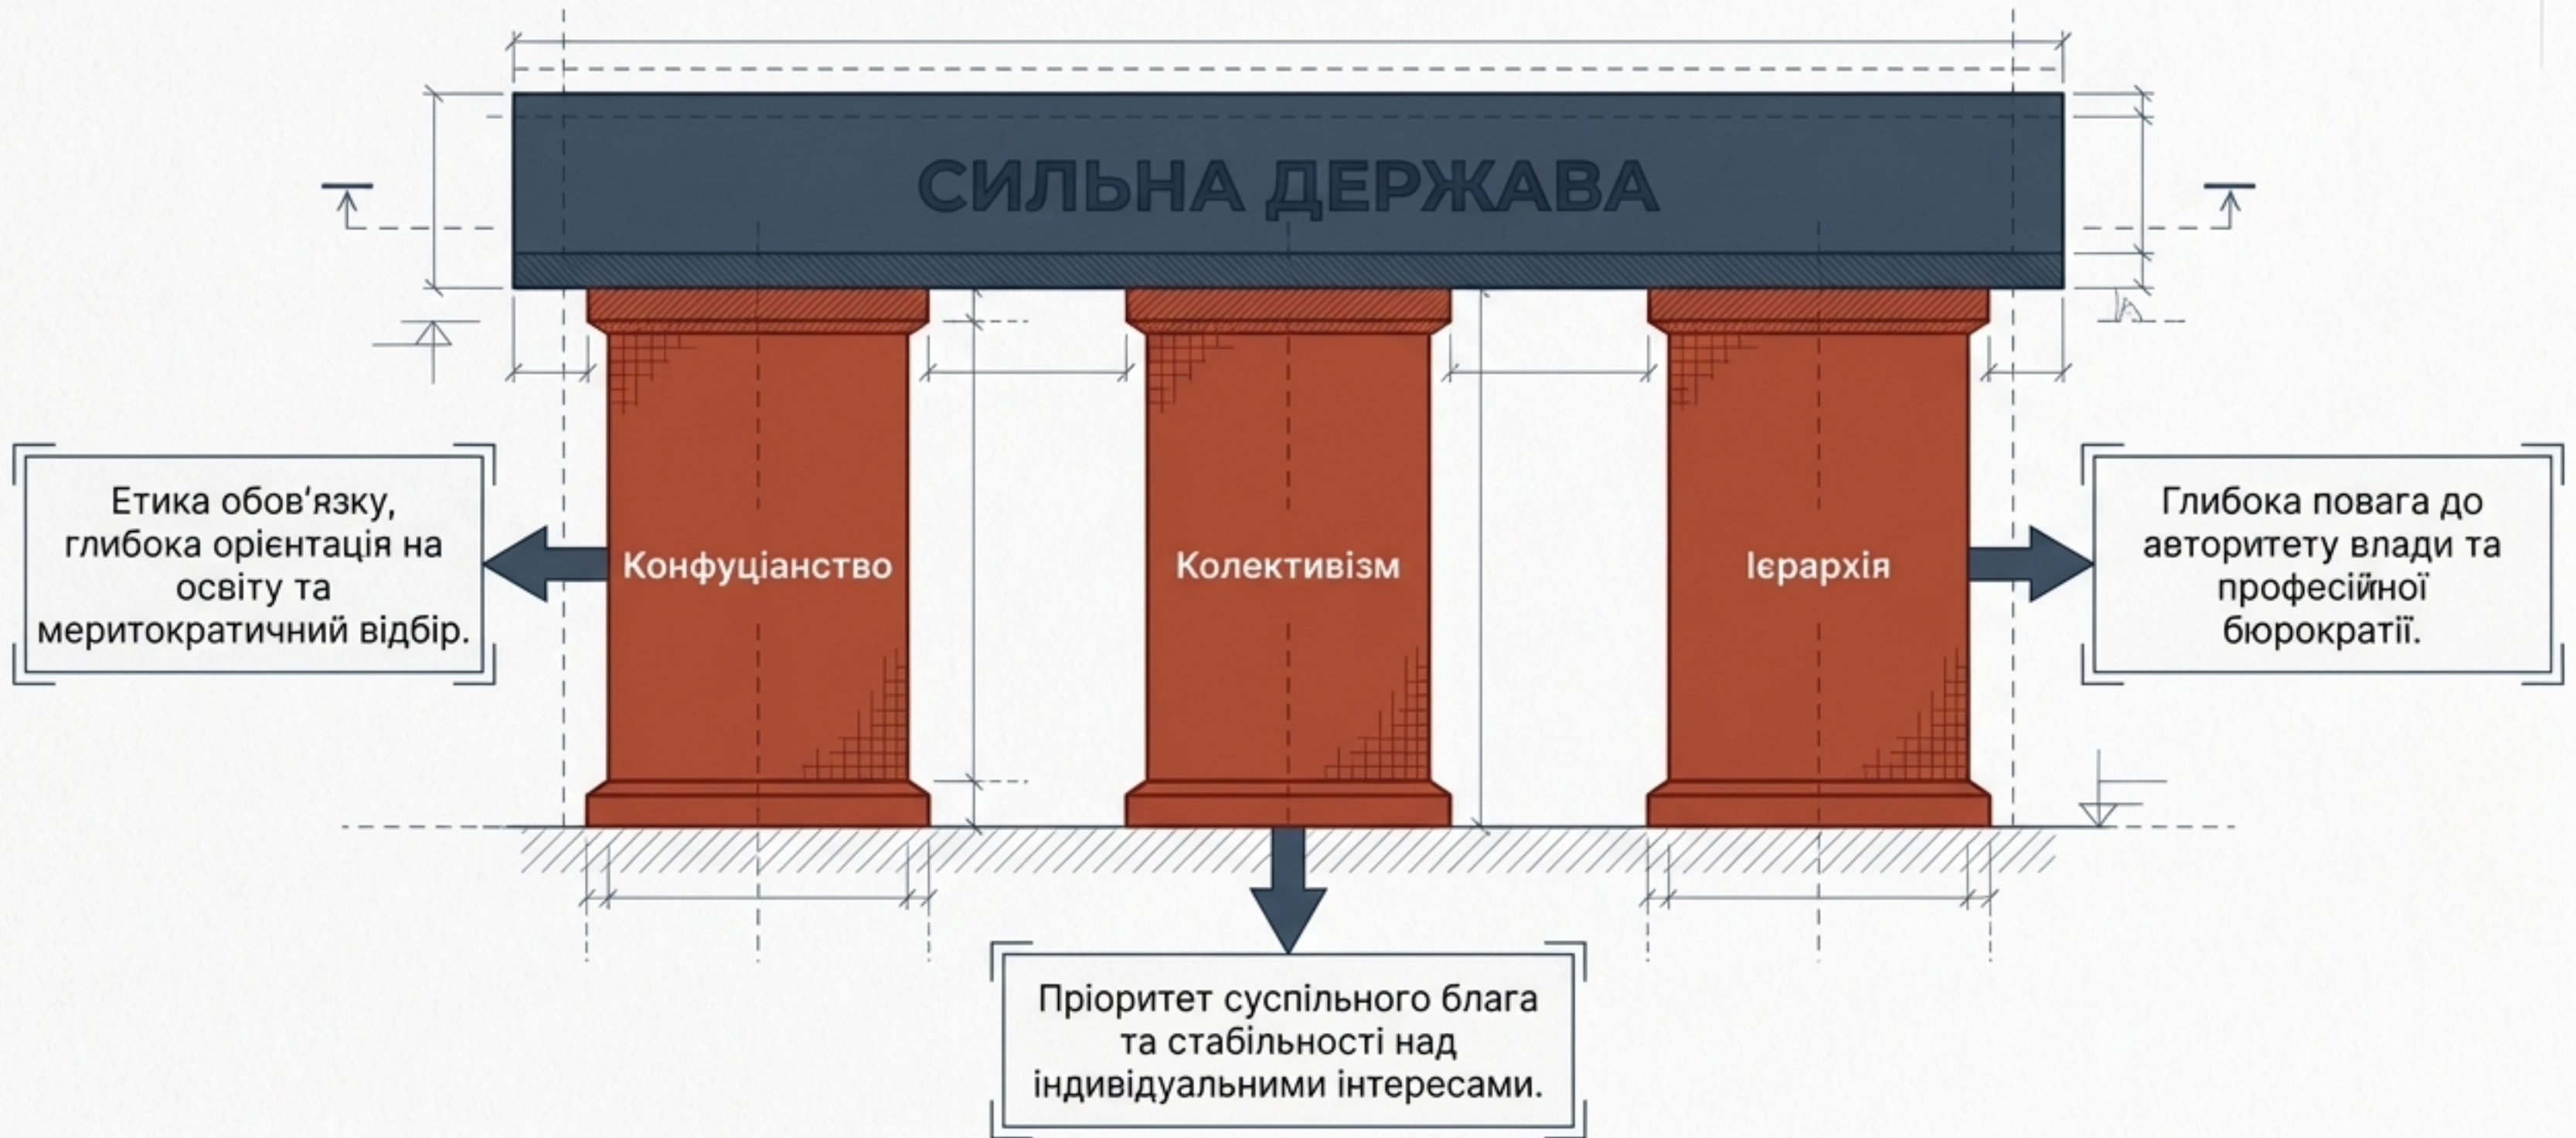 СИЛЬНА ДЕРЖАВА
Етика обов'язку,
глибока орієнтація на
освіту та
меритократичний відбір.
Конфуціанство
Колективізм
Ієрархія
Глибока повага до
авторитету влади та
професійної
бюрократії.
Пріоритет суспільного блага
та стабільності над
індивідуальними інтересами.